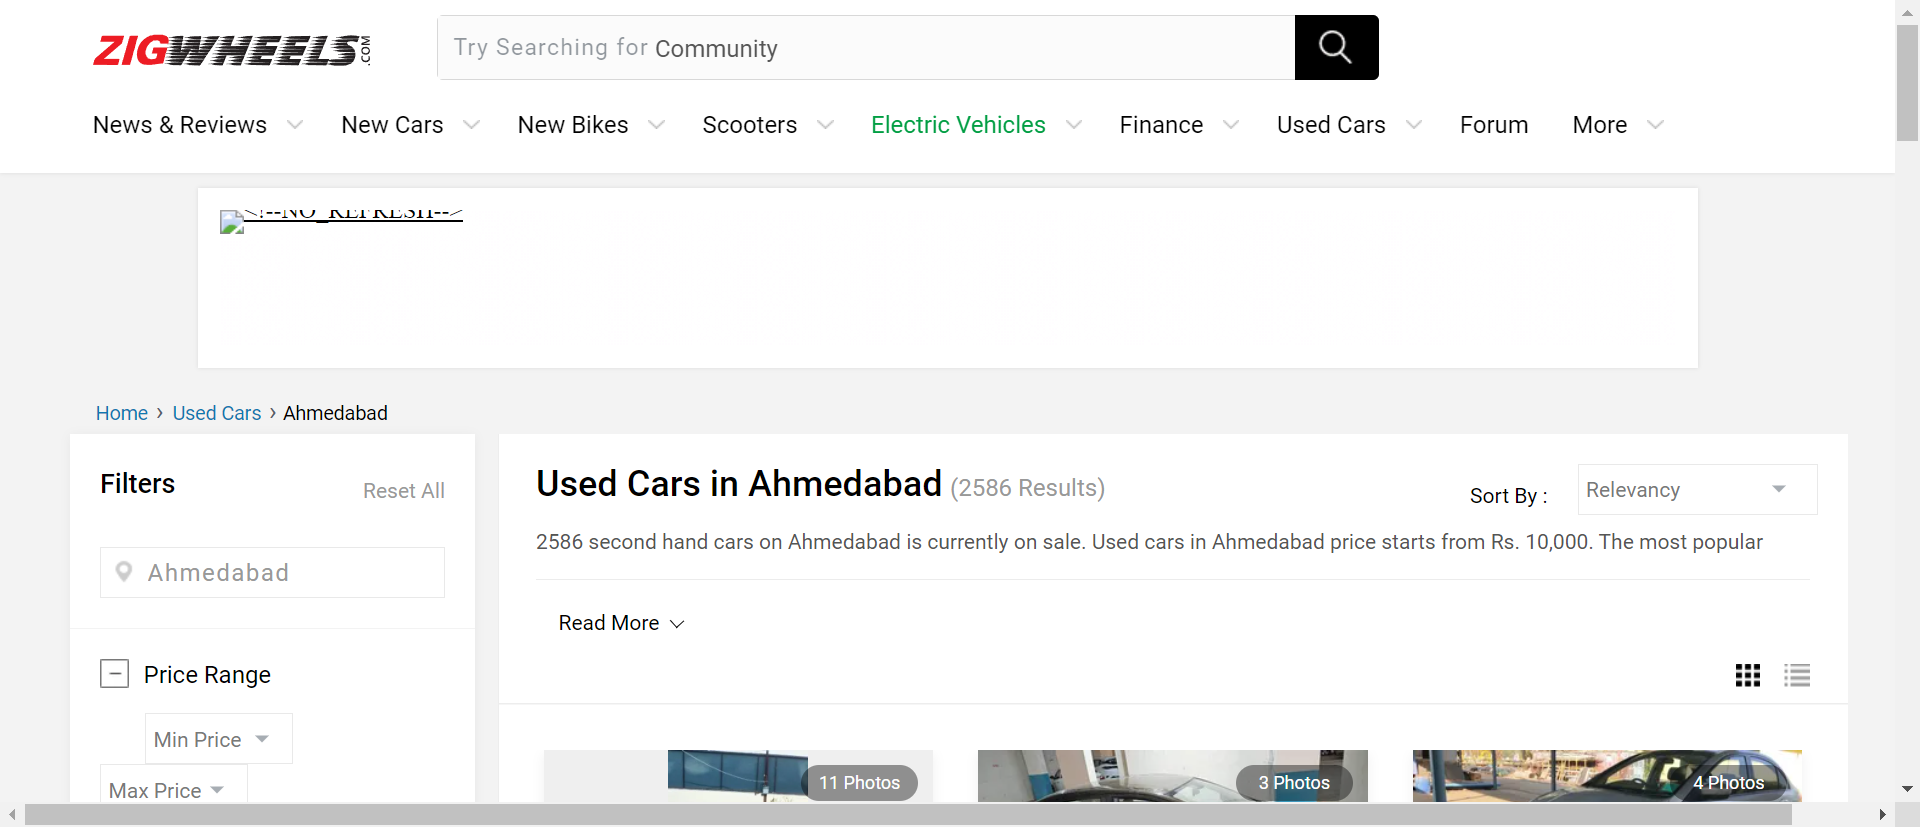 ZIGWHEELS.COM
Try Searching for Community
News & Reviews New Cars New Bikes Scooters Electric Vehicles Finance Used Cars Forum More
<!--NO_REFRESH-->
Home › Used Cars › Ahmedabad
Filters
Reset All
Ahmedabad
Price Range
Min Price
Max Price
Used Cars in Ahmedabad (2586 Results)
Sort By :
Relevancy
2586 second hand cars on Ahmedabad is currently on sale. Used cars in Ahmedabad price starts from Rs. 10,000. The most popular
Read More
11 Photos
3 Photos
4 Photos